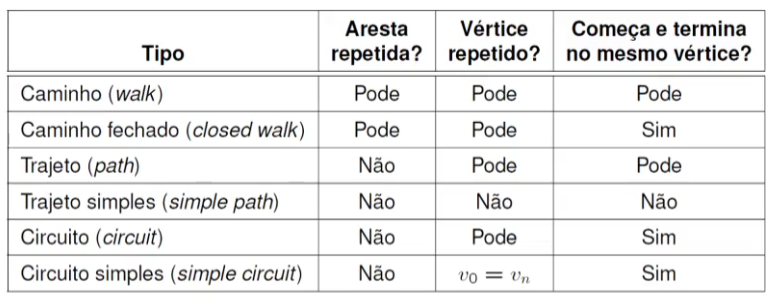 Tipo Aresta repetida? Vértice repetido? Começa e termina no mesmo vértice?
Caminho (walk) Pode Pode Pode
Caminho fechado (closed walk) Pode Pode Sim
Trajeto (path) Não Pode Pode
Trajeto simples (simple path) Não Não Não
Circuito (circuit) Não Pode Sim
Circuito simples (simple circuit) Não v₀ = vₙ Sim